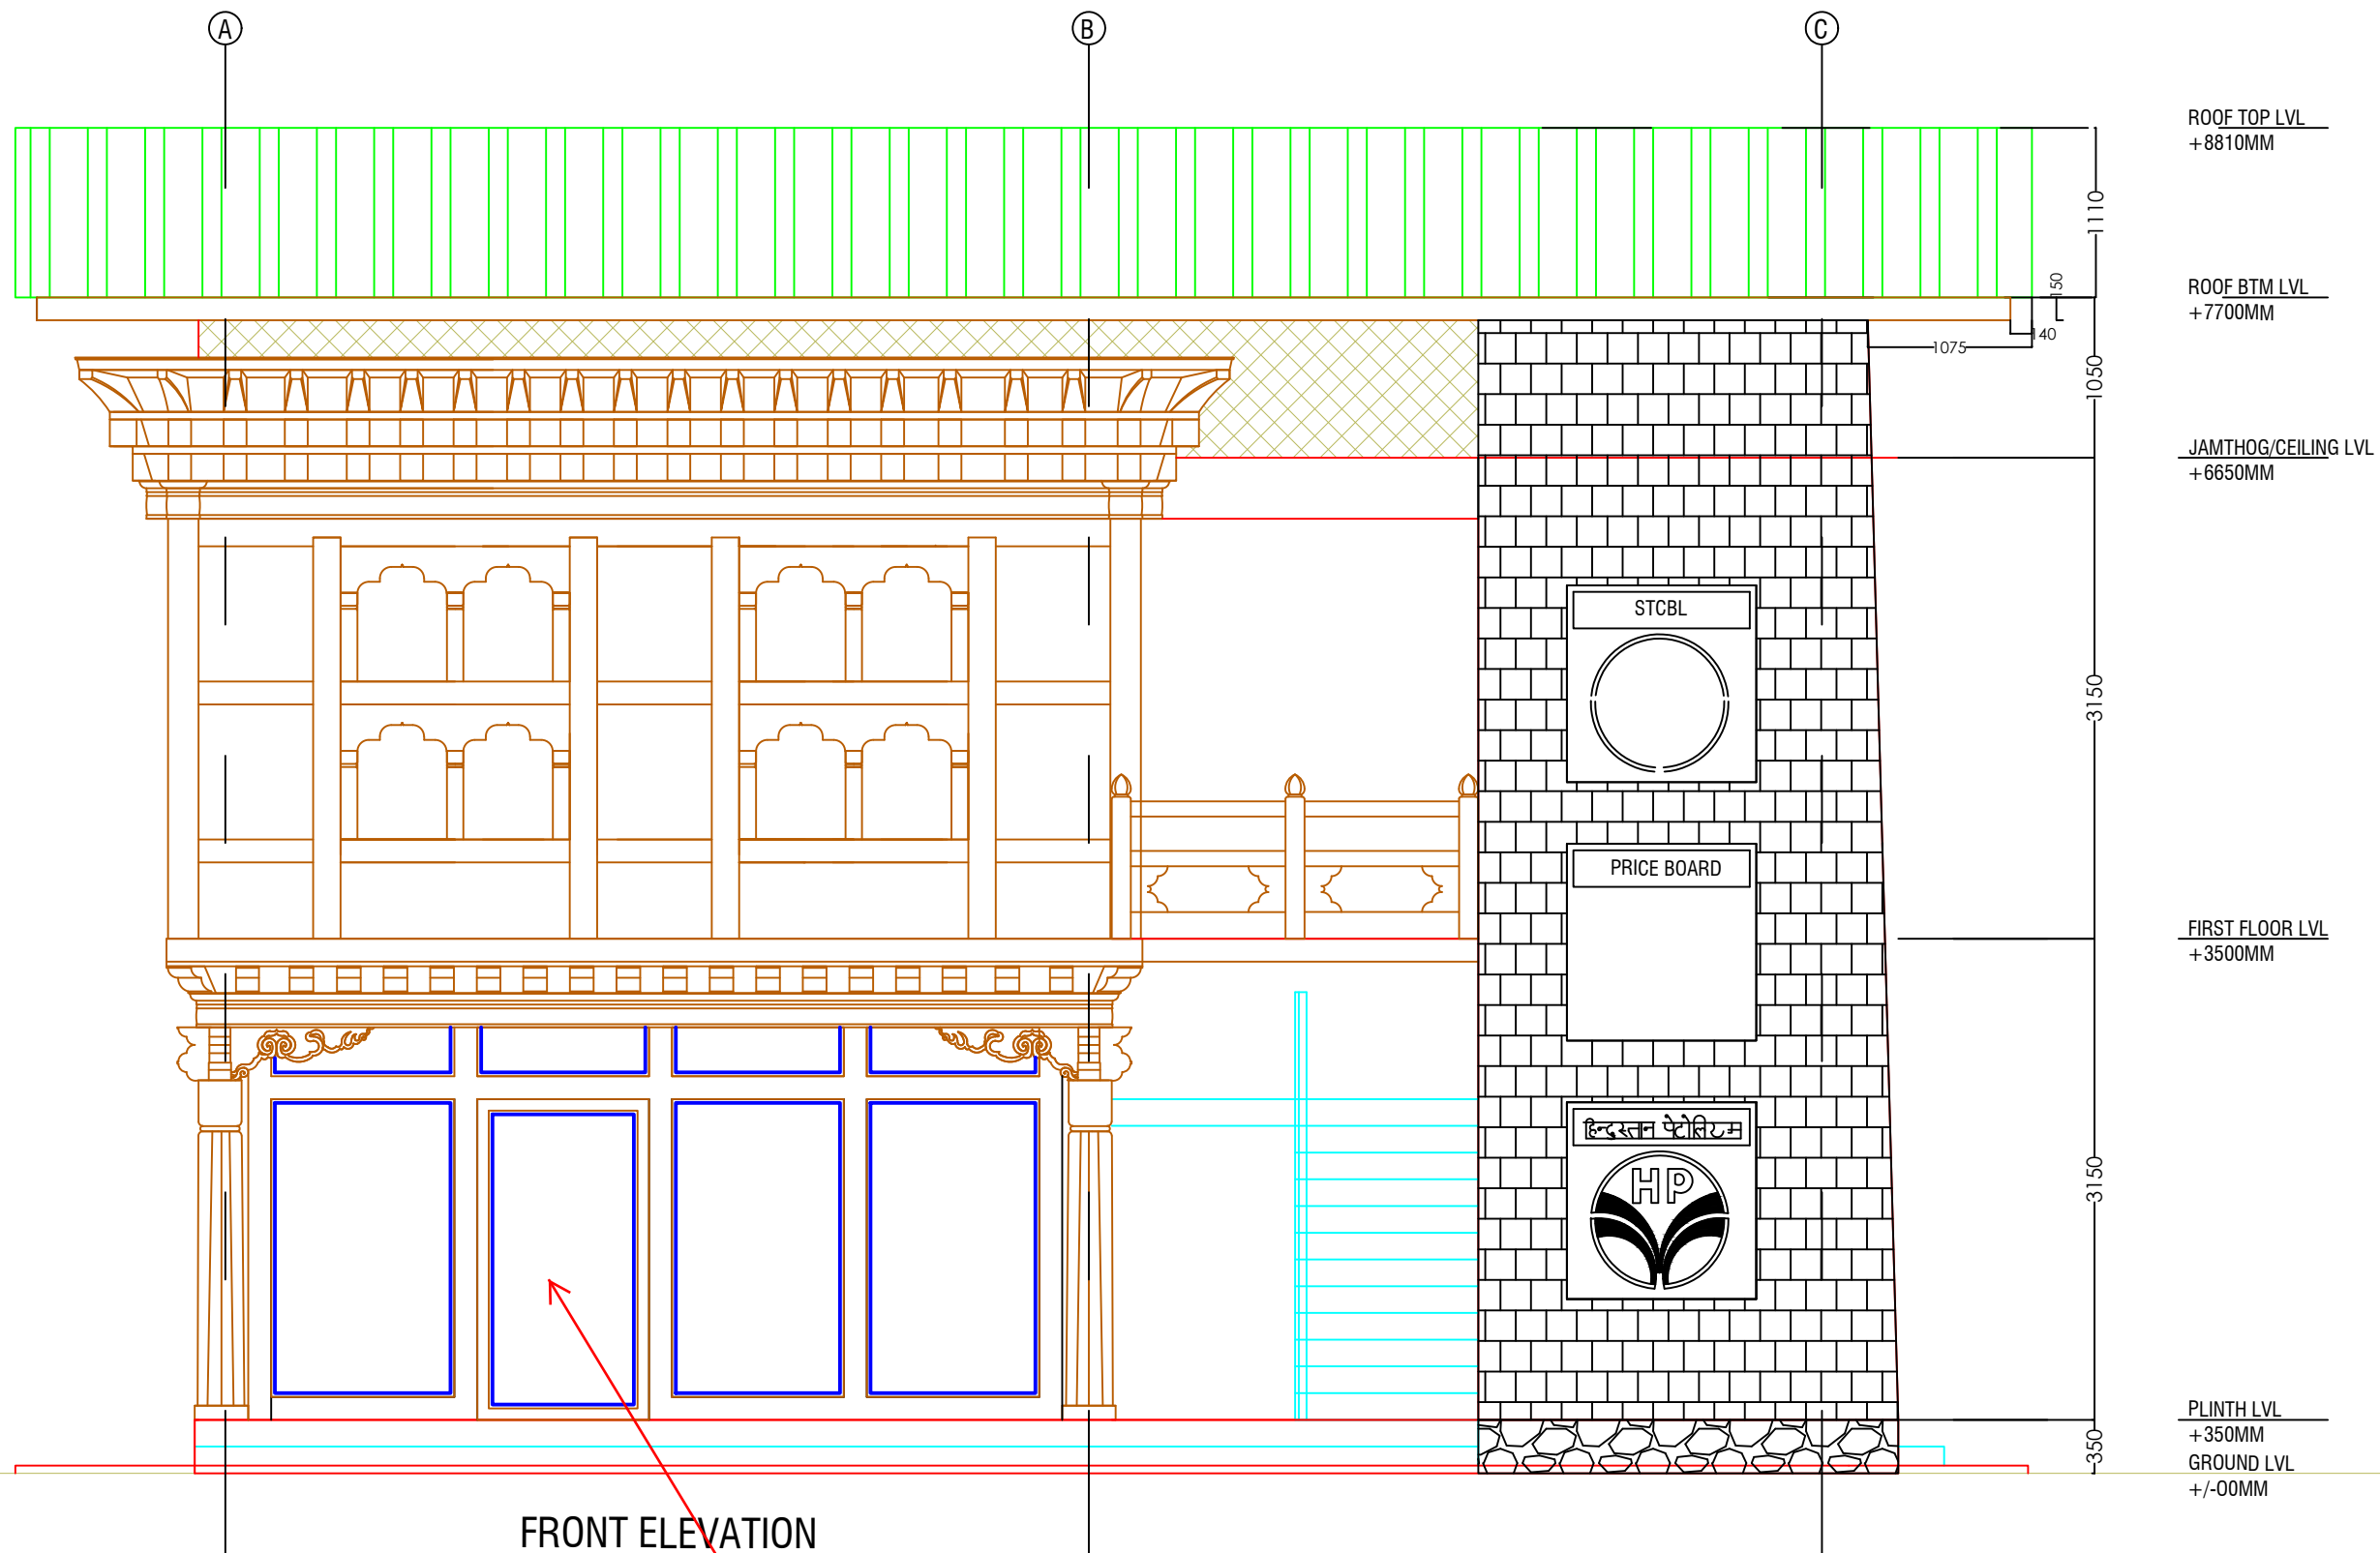 A
B
C
ROOF TOP LVL
+8810MM
1110
ROOF BTM LVL
+7700MM
150
140
1075
1050
JAMTHOG/CEILING LVL
+6650MM
STCBL
3150
PRICE BOARD
FIRST FLOOR LVL
+3500MM
हिन्दुस्तान
HP
3150
PLINTH LVL
+350MM
350
GROUND LVL
+/-00MM
FRONT ELEVATION